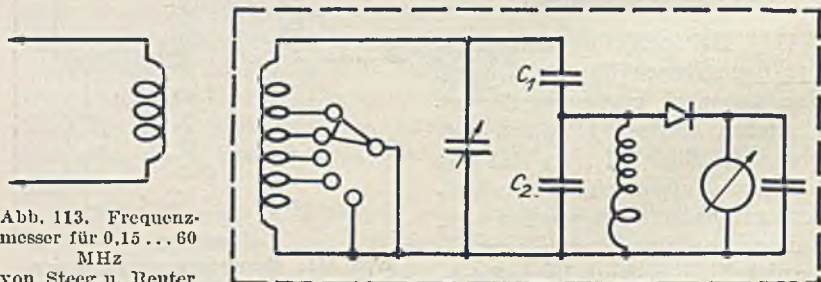 C1
C2
Abb. 113. Frequenz-
messer für 0,15 ... 60
MHz
von Steeg u. Reuter